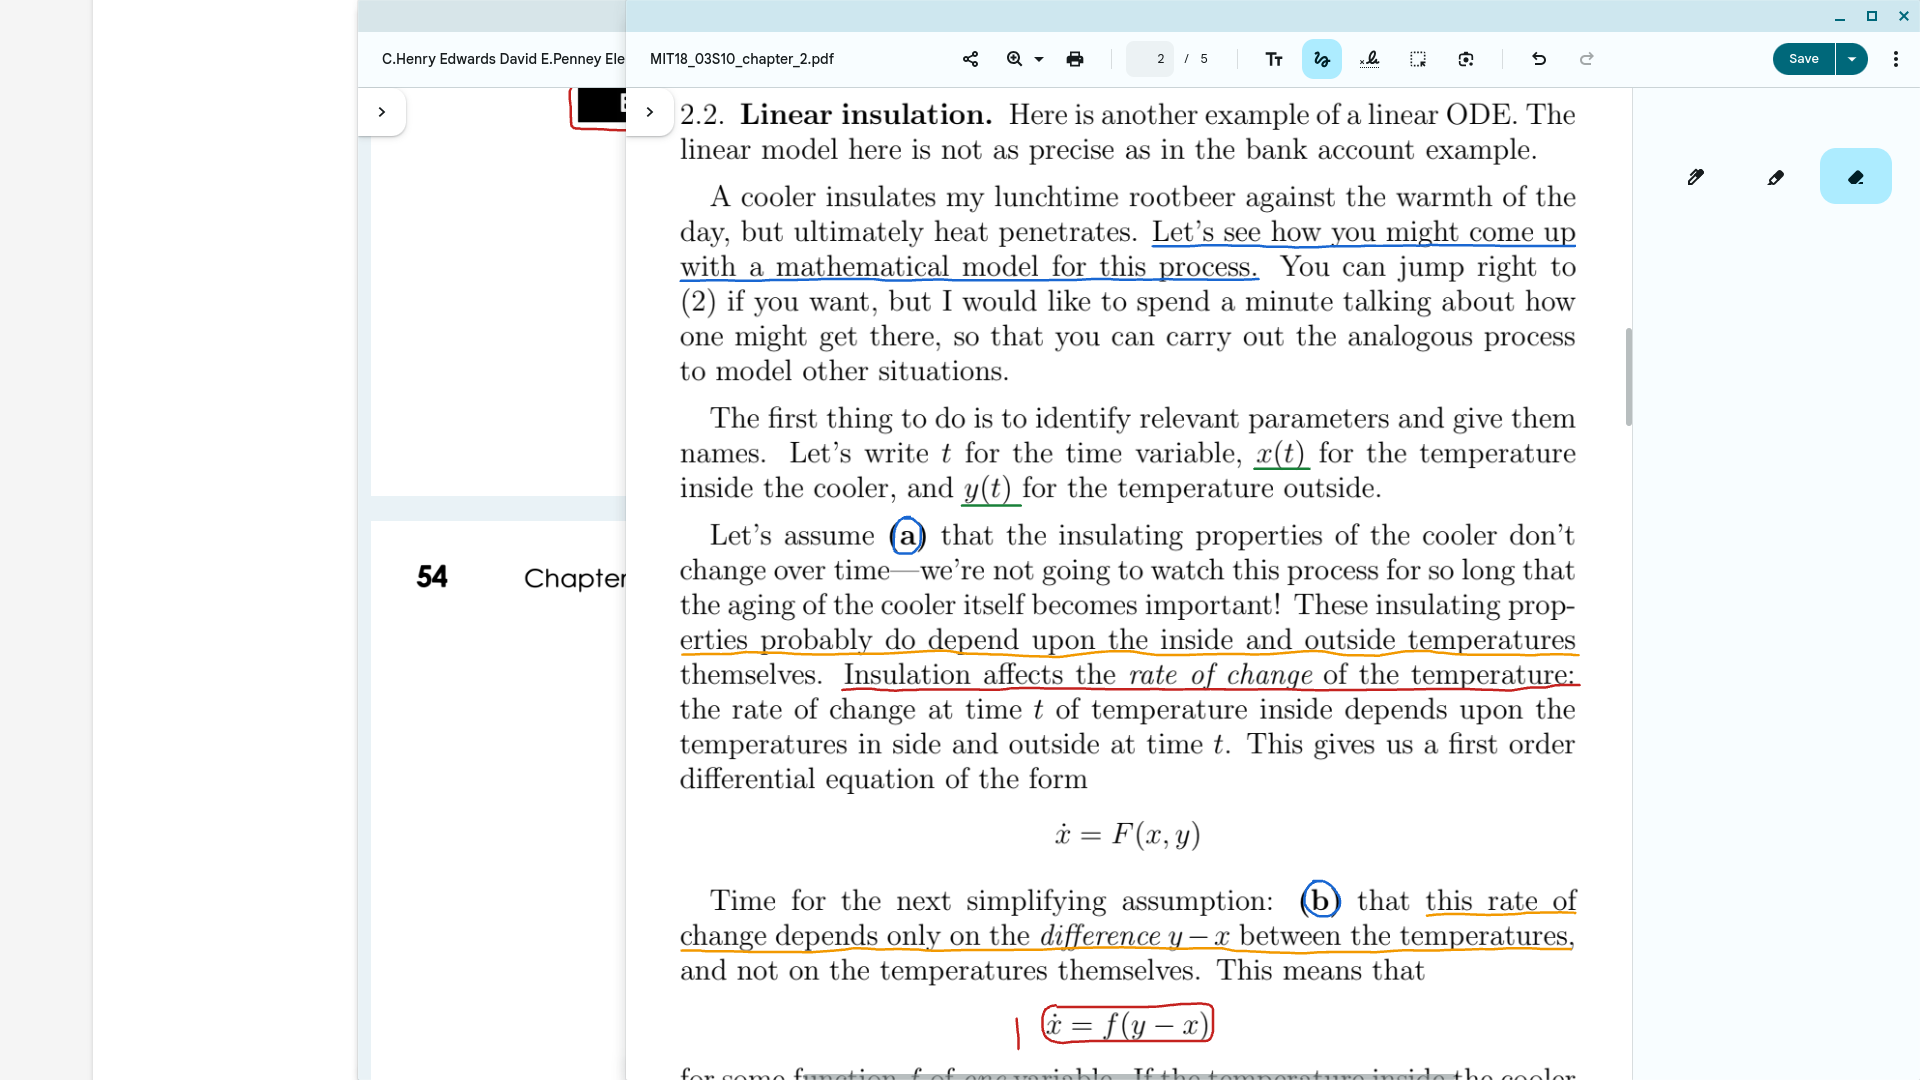 C.Henry Edwards David E.Penney Ele
MIT18_03S10_chapter_2.pdf
2 / 5
Save
54 Chapter
2.2. Linear insulation. Here is another example of a linear ODE. The
linear model here is not as precise as in the bank account example.
A cooler insulates my lunchtime rootbeer against the warmth of the
day, but ultimately heat penetrates. Let's see how you might come up
with a mathematical model for this process. You can jump right to
(2) if you want, but I would like to spend a minute talking about how
one might get there, so that you can carry out the analogous process
to model other situations.
The first thing to do is to identify relevant parameters and give them
names. Let's write t for the time variable, x(t) for the temperature
inside the cooler, and y(t) for the temperature outside.
Let's assume (a) that the insulating properties of the cooler don't
change over time—we're not going to watch this process for so long that
the aging of the cooler itself becomes important! These insulating prop-
erties probably do depend upon the inside and outside temperatures
themselves. Insulation affects the rate of change of the temperature:
the rate of change at time t of temperature inside depends upon the
temperatures in side and outside at time t. This gives us a first order
differential equation of the form
ẋ = F(x, y)
Time for the next simplifying assumption: (b) that this rate of
change depends only on the difference y − x between the temperatures,
and not on the temperatures themselves. This means that
ẋ = f(y − x)
for some function f of one variable. If the temperature inside the cooler